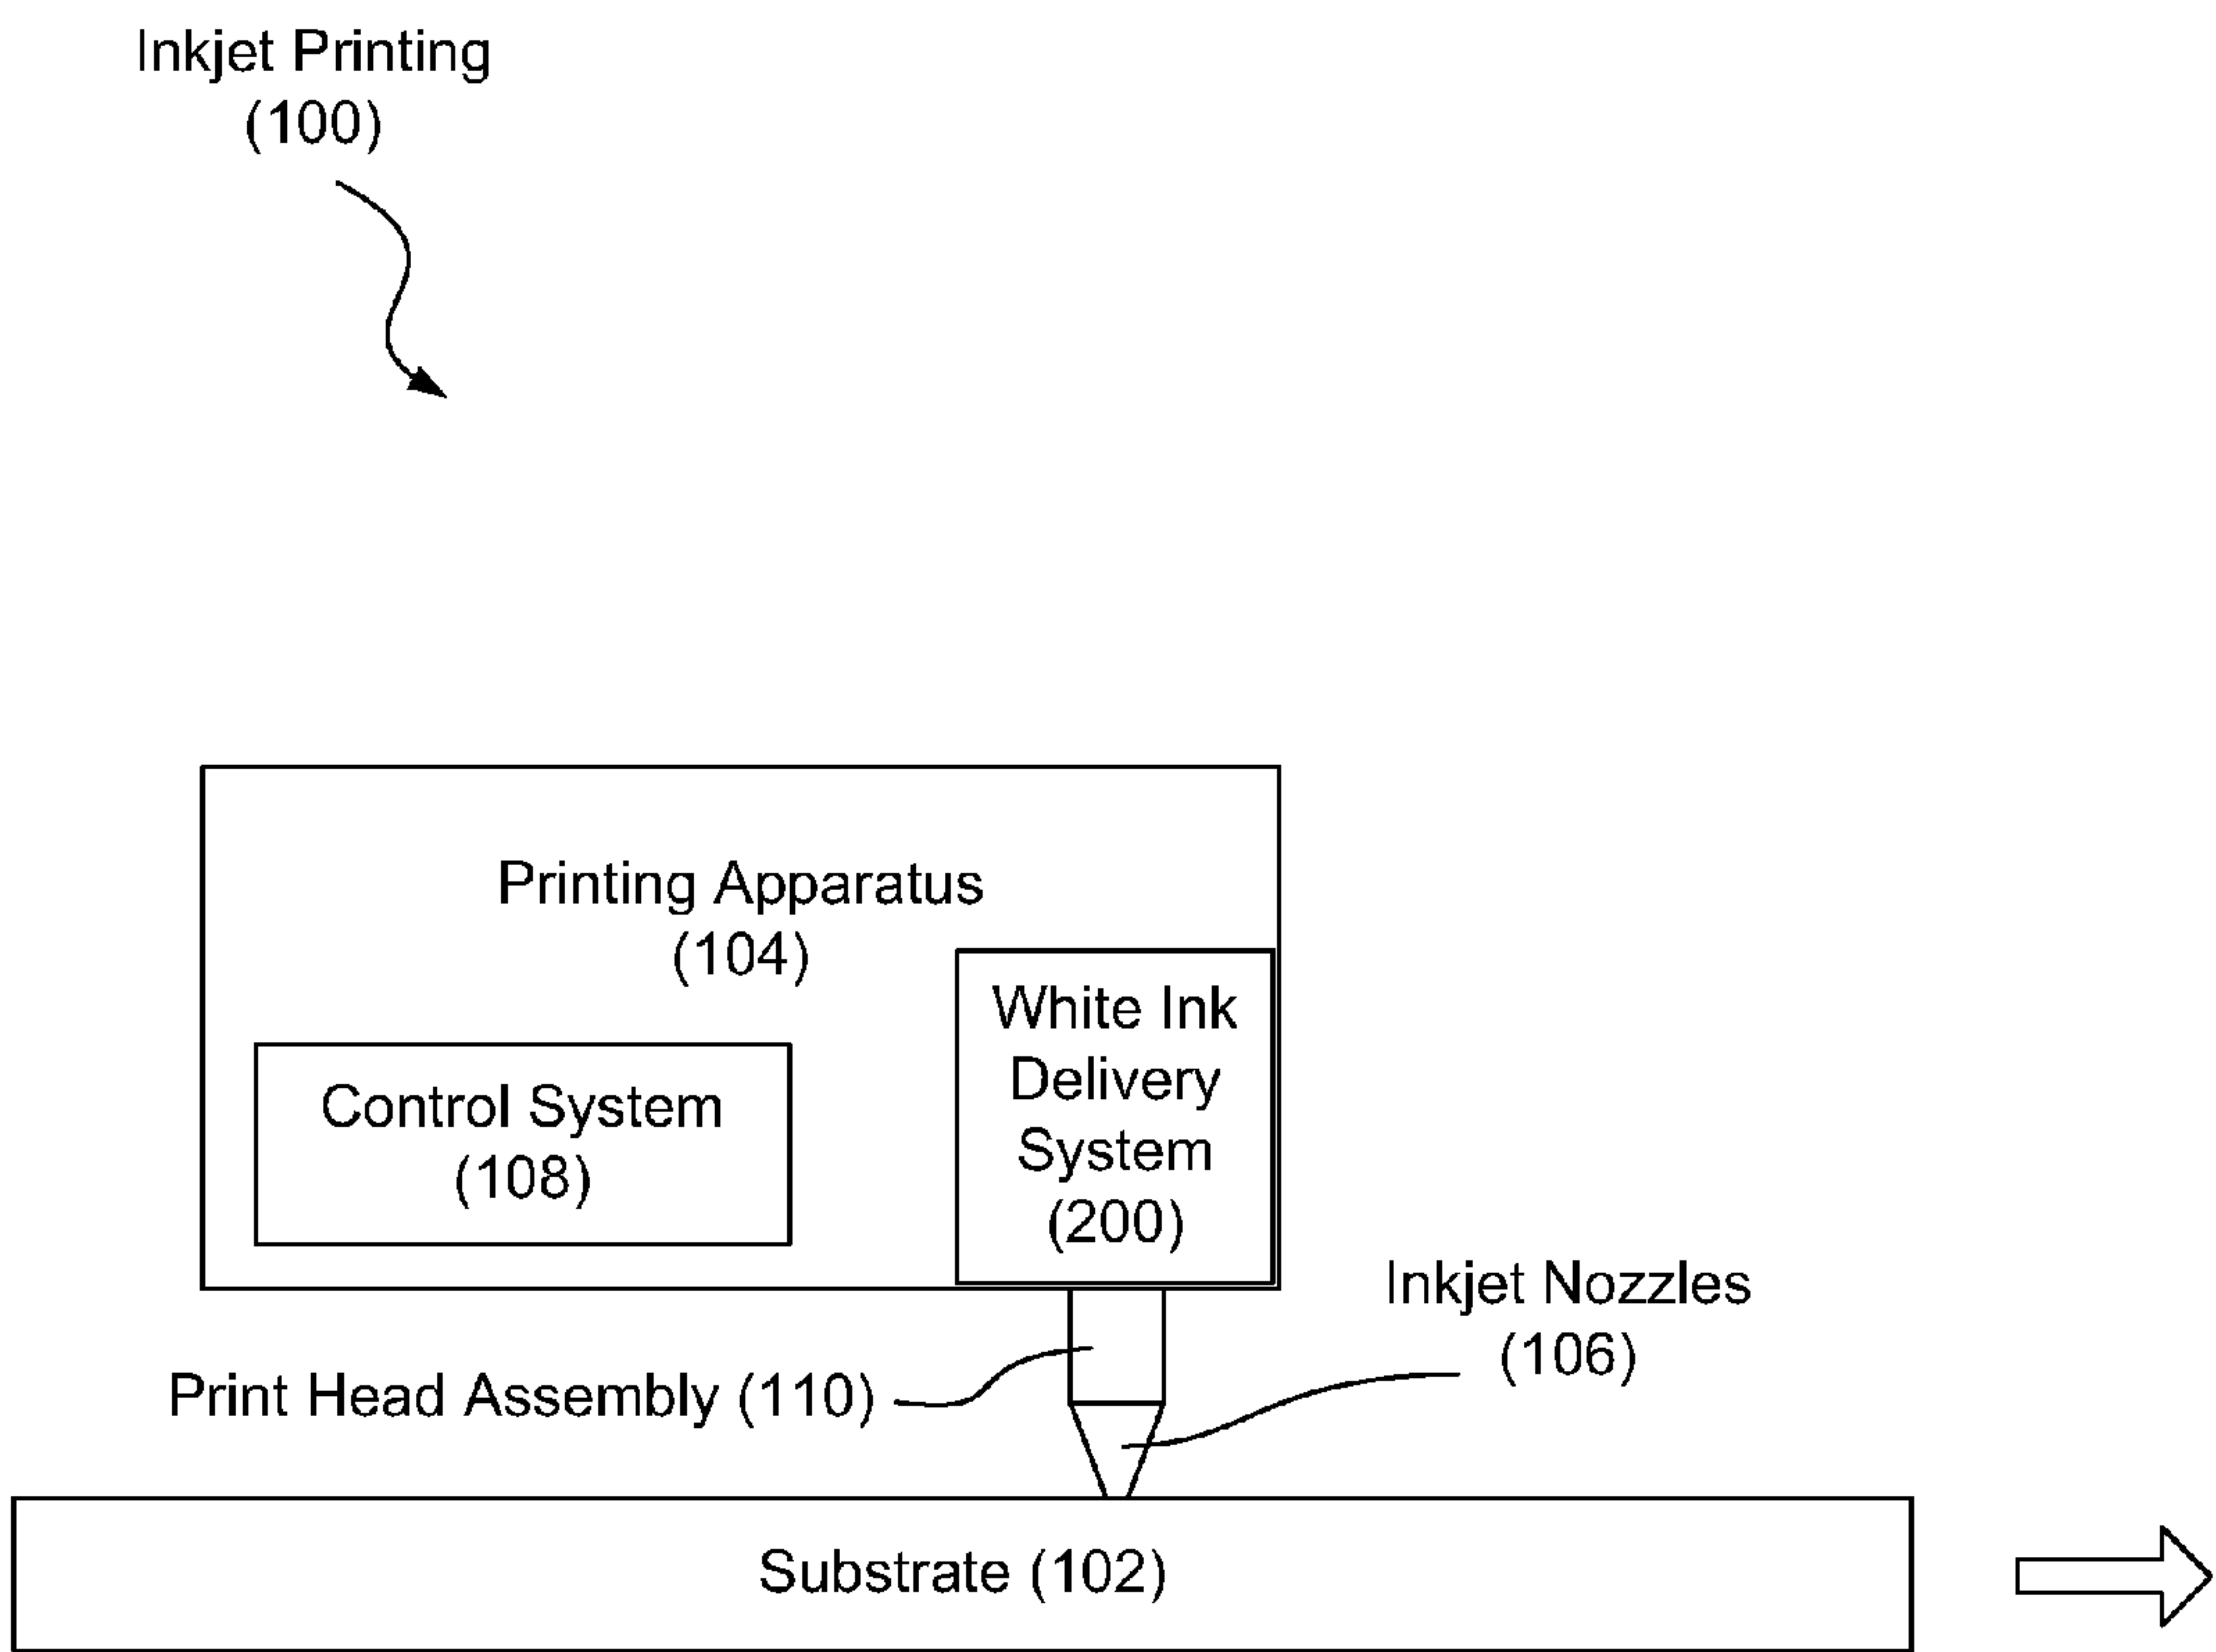 Inkjet Printing
(100)
Printing Apparatus
(104)
White Ink
Delivery
System
(200)
Control System
(108)
Inkjet Nozzles
(106)
Print Head Assembly (110)
Substrate (102)